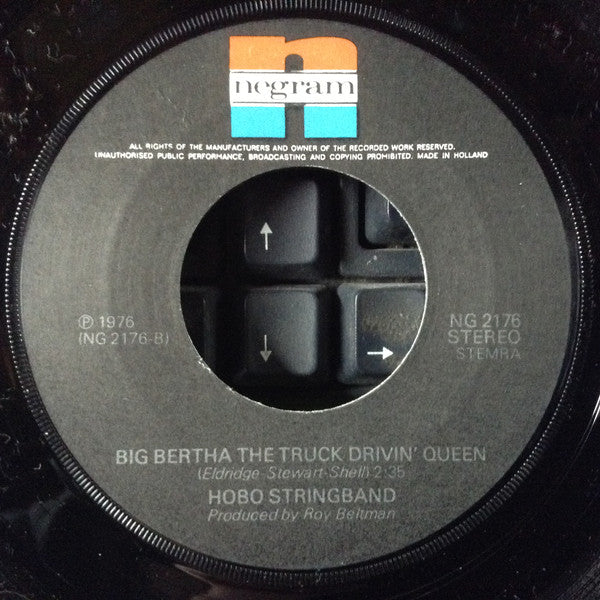 negram
ALL RIGHTS OF THE MANUFACTURERS AND OWNER OF THE RECORDED WORK RESERVED.
UNAUTHORISED PUBLIC PERFORMANCE, BROADCASTING AND COPYING PROHIBITED. MADE IN HOLLAND
℗ 1976
(NG 2176-B)
NG 2176
STEREO
STEMRA
BIG BERTHA THE TRUCK DRIVIN' QUEEN
(Eldridge-Stewart-Shell) 2:35
HOBO STRINGBAND
Produced by Roy Beltman